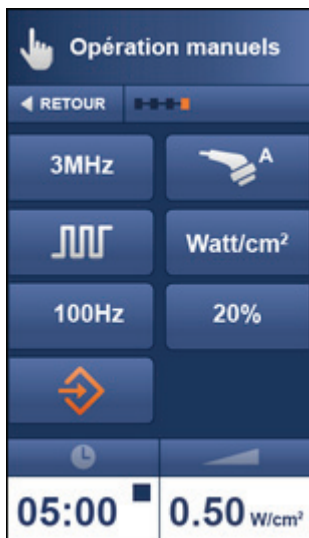 Opération manuels
RETOUR
3MHz
A
Watt/cm²
100Hz
20%
05:00
0.50 W/cm²